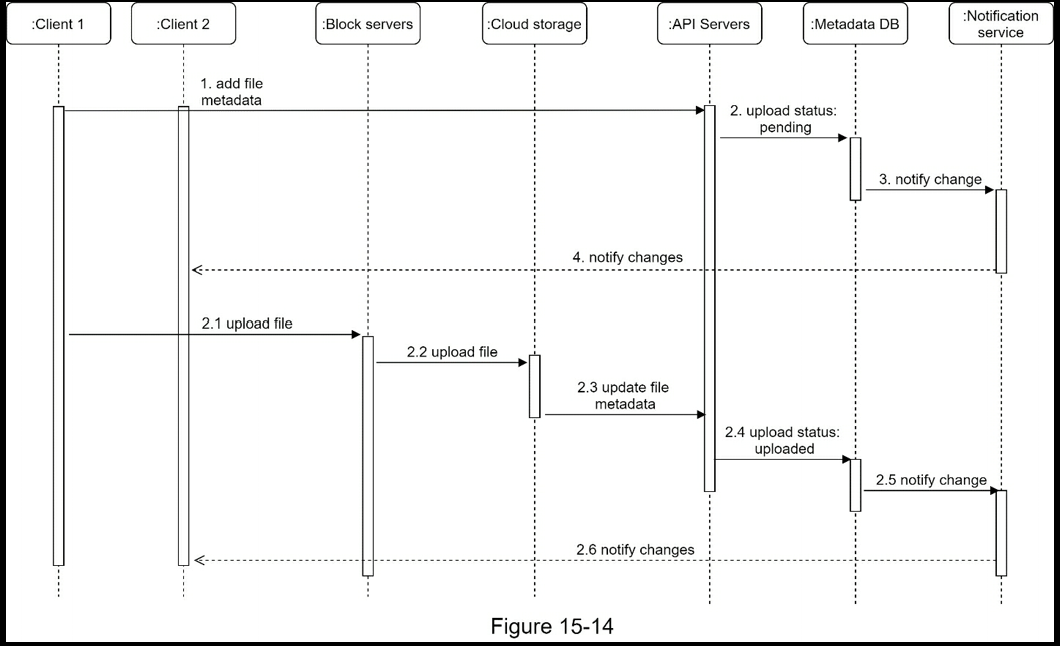 :Client 1
:Client 2
:Block servers
:Cloud storage
:API Servers
:Metadata DB
:Notification
service
1. add file
metadata
2. upload status:
pending
3. notify change
4. notify changes
2.1 upload file
2.2 upload file
2.3 update file
metadata
2.4 upload status:
uploaded
2.5 notify change
2.6 notify changes
Figure 15-14